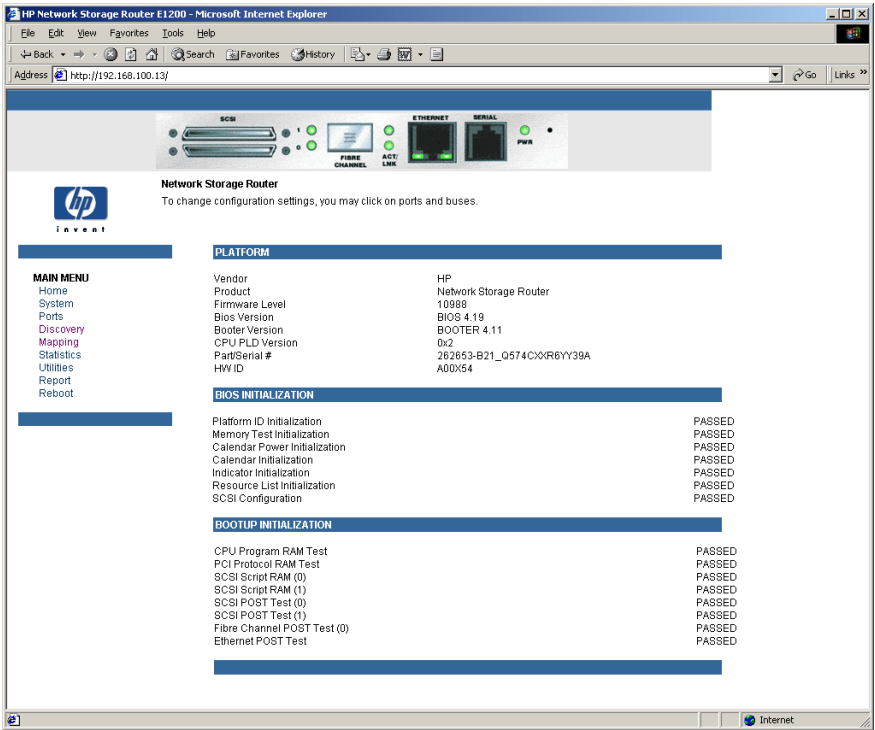 HP Network Storage Router E1200 - Microsoft Internet Explorer
File Edit View Favorites Tools Help
Back Search Favorites History
Address http://192.168.100.13/ Go Links »
SCSI 1 0 FIBRE CHANNEL ACT/LNK ETHERNET SERIAL PWR
hp
invent
Network Storage Router
To change configuration settings, you may click on ports and buses.
MAIN MENU
Home
System
Ports
Discovery
Mapping
Statistics
Utilities
Report
Reboot
PLATFORM
Vendor HP
Product Network Storage Router
Firmware Level 10988
Bios Version BIOS 4.19
Booter Version BOOTER 4.11
CPU PLD Version 0x2
Part/Serial # 262653-B21_Q574CXXR6YY39A
HW ID A00X54
BIOS INITIALIZATION
Platform ID Initialization PASSED
Memory Test Initialization PASSED
Calendar Power Initialization PASSED
Calendar Initialization PASSED
Indicator Initialization PASSED
Resource List Initialization PASSED
SCSI Configuration PASSED
BOOTUP INITIALIZATION
CPU Program RAM Test PASSED
PCI Protocol RAM Test PASSED
SCSI Script RAM (0) PASSED
SCSI Script RAM (1) PASSED
SCSI POST Test (0) PASSED
SCSI POST Test (1) PASSED
Fibre Channel POST Test (0) PASSED
Ethernet POST Test PASSED
Internet